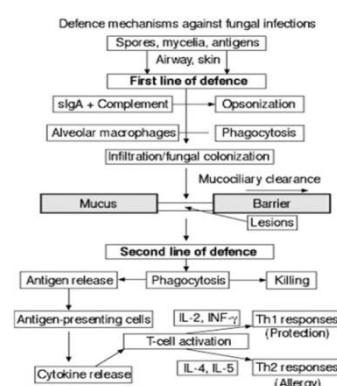 Defence mechanisms against fungal infections
Spores, mycelia, antigens
Airway, skin
First line of defence
sIgA + Complement
Opsonization
Alveolar macrophages
Phagocytosis
Infiltration/fungal colonization
Mucociliary clearance
Mucus
Barrier
Lesions
Second line of defence
Antigen release
Phagocytosis
Killing
Antigen-presenting cells
IL-2, INF-γ
Th1 responses
(Protection)
T-cell activation
Cytokine release
IL-4, IL-5
Th2 responses
(Allergy)